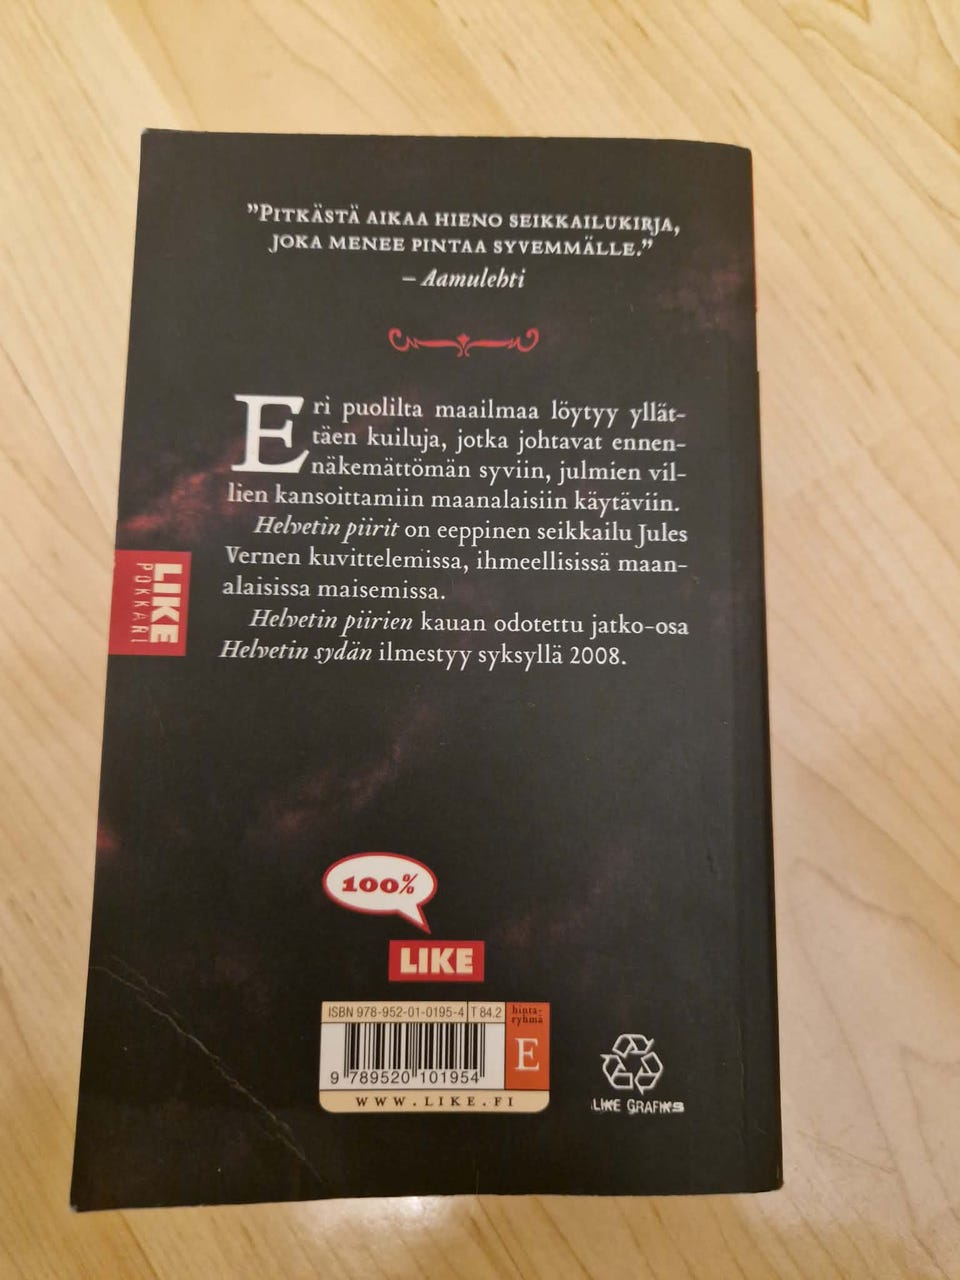 ”PITKÄSTÄ AIKAA HIENO SEIKKAILUKIRJA,
JOKA MENEE PINTAA SYVEMMÄLLE.”
– Aamulehti
Eri puolilta maailmaa löytyy yllät-
täen kuiluja, jotka johtavat ennen-
näkemättömän syviin, julmien vil-
lien kansoittamiin maanalaisiin käytäviin.
Helvetin piirit on eeppinen seikkailu Jules
Vernen kuvittelemissa, ihmeellisissä maan-
alaisissa maisemissa.
Helvetin piirien kauan odotettu jatko-osa
Helvetin sydän ilmestyy syksyllä 2008.
LIKE
POKKARI
100%
LIKE
ISBN 978-952-01-0195-4 T 84.2
hinta-
ryhmä
E
9 789520 101954
WWW.LIKE.FI
LIKE GRAFIKS